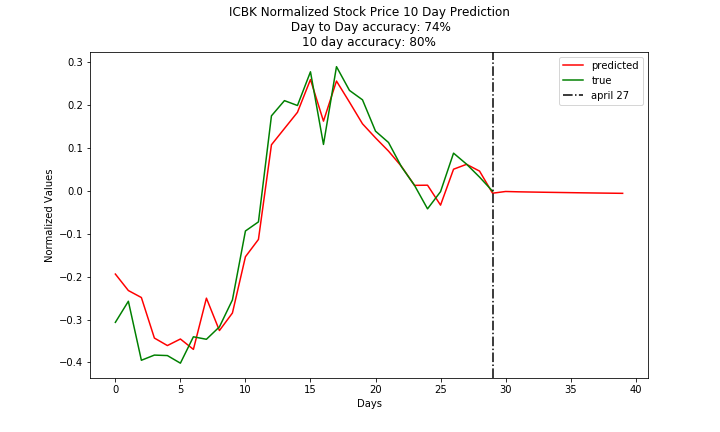 ICBK Normalized Stock Price 10 Day Prediction
Day to Day accuracy: 74%
10 day accuracy: 80%
predicted
true
april 27
Normalized Values
0.3
0.2
0.1
0.0
−0.1
−0.2
−0.3
−0.4
0 5 10 15 20 25 30 35 40
Days